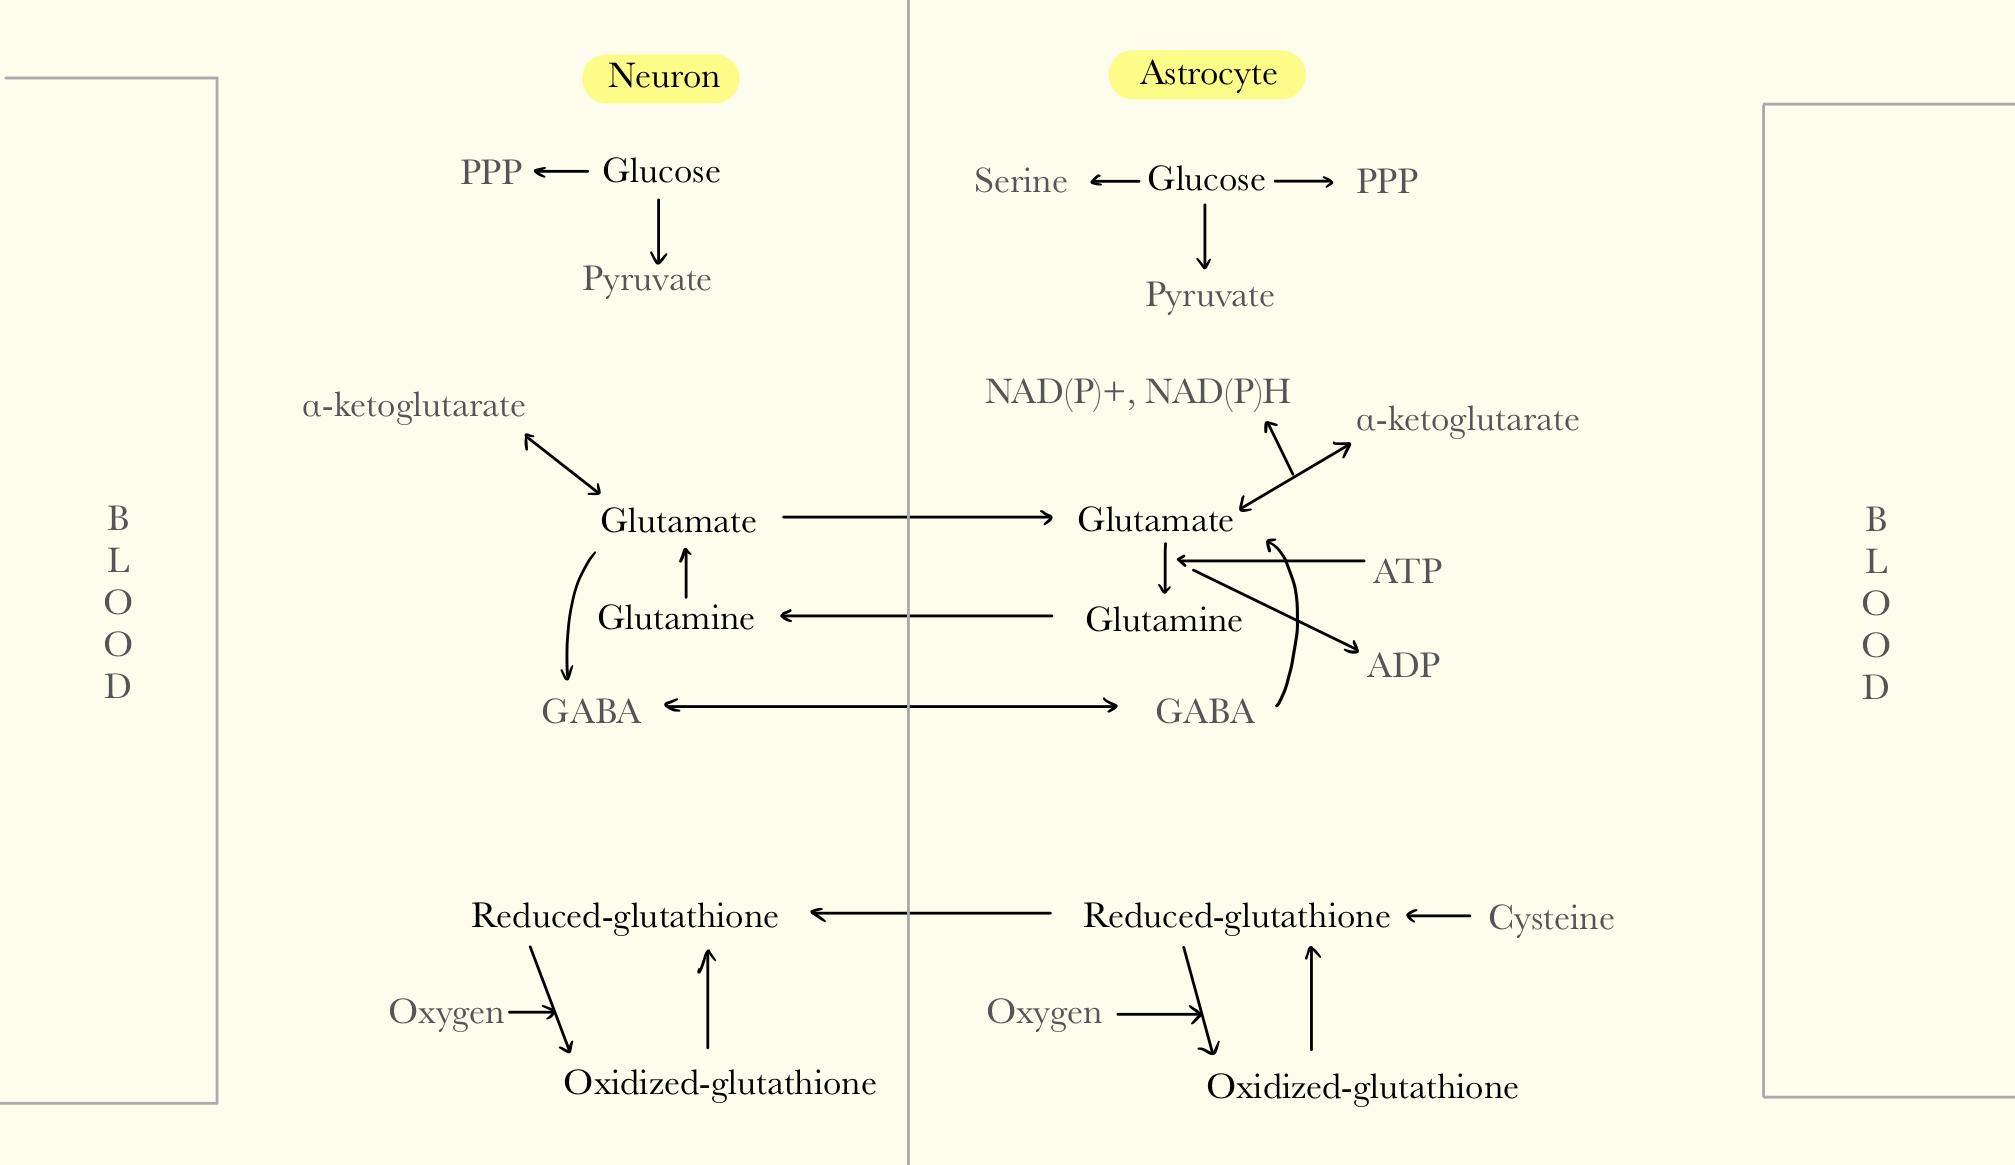 Neuron
Astrocyte
PPP
Glucose
Serine
Glucose
PPP
Pyruvate
Pyruvate
α-ketoglutarate
NAD(P)+, NAD(P)H
α-ketoglutarate
B
L
O
O
D
Glutamate
Glutamate
ATP
Glutamine
Glutamine
ADP
GABA
GABA
B
L
O
O
D
Reduced-glutathione
Reduced-glutathione
Cysteine
Oxygen
Oxygen
Oxidized-glutathione
Oxidized-glutathione